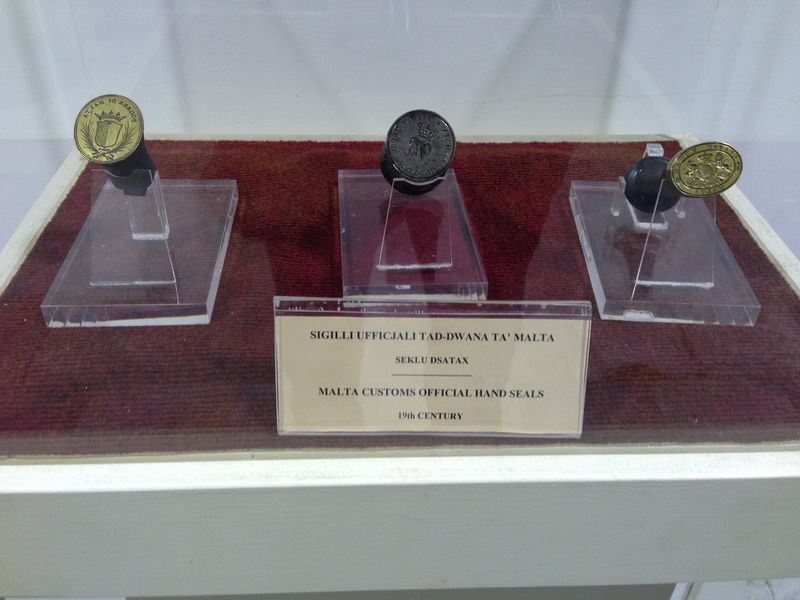 SIGILLI UFFICJALI TAD-DWANA TA' MALTA
SEKLU DSATAX
MALTA CUSTOMS OFFICIAL HAND SEALS
19th CENTURY